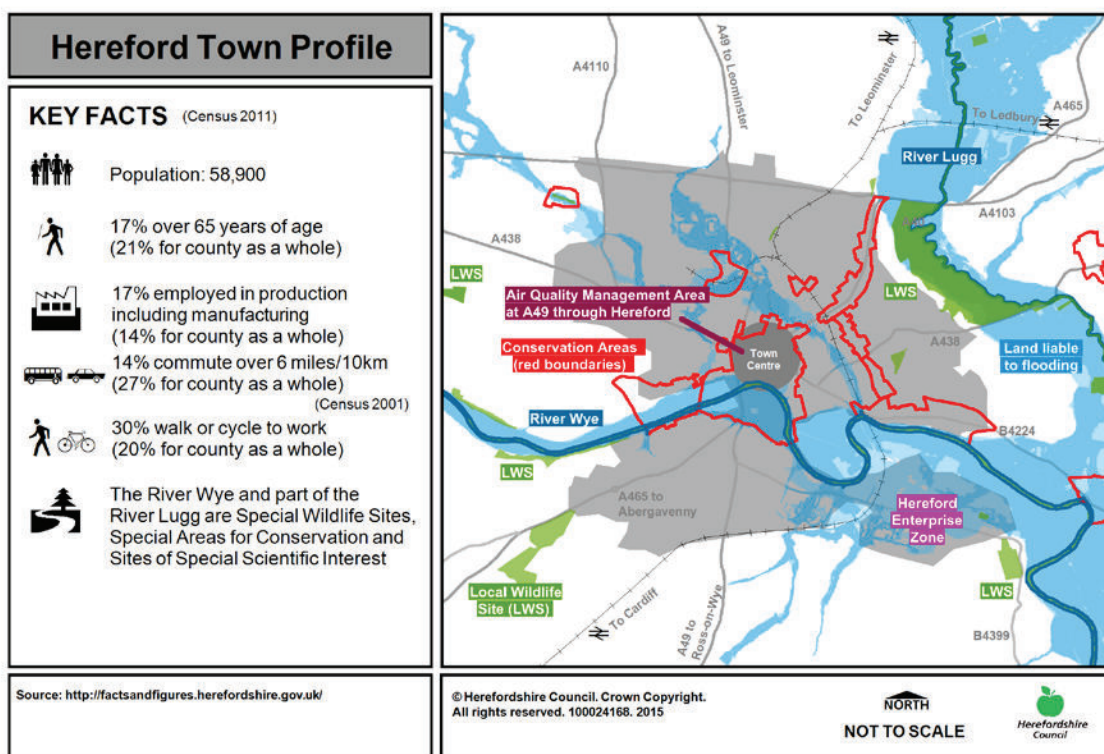 Hereford Town Profile
KEY FACTS (Census 2011)
Population: 58,900
17% over 65 years of age
(21% for county as a whole)
17% employed in production
including manufacturing
(14% for county as a whole)
14% commute over 6 miles/10km
(27% for county as a whole)
(Census 2001)
30% walk or cycle to work
(20% for county as a whole)
The River Wye and part of the
River Lugg are Special Wildlife Sites,
Special Areas for Conservation and
Sites of Special Scientific Interest
Source: http://factsandfigures.herefordshire.gov.uk/
A4110
A49 to Leominster
To Leominster
To Ledbury
A465
River Lugg
A4103
A438
LWS
LWS
Air Quality Management Area
at A49 through Hereford
Conservation Areas
(red boundaries)
Town
Centre
A438
Land liable
to flooding
River Wye
B4224
LWS
A465 to
Abergavenny
Hereford
Enterprise
Zone
Local Wildlife
Site (LWS)
LWS
To Cardiff
A49 to
Ross-on-Wye
B4399
© Herefordshire Council. Crown Copyright.
All rights reserved. 100024168. 2015
NORTH
NOT TO SCALE
Herefordshire
Council